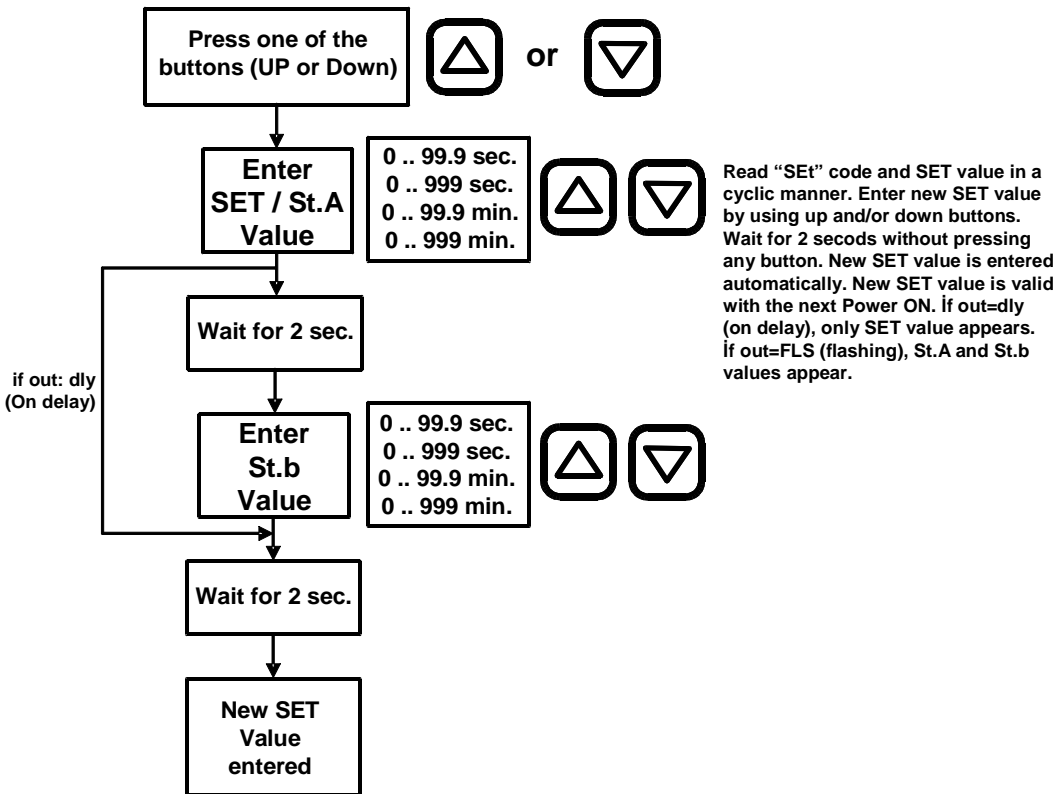 Press one of the
buttons (UP or Down)
or
Enter
SET / St.A
Value
0 .. 99.9 sec.
0 .. 999 sec.
0 .. 99.9 min.
0 .. 999 min.
Read “SEt” code and SET value in a
cyclic manner. Enter new SET value
by using up and/or down buttons.
Wait for 2 secods without pressing
any button. New SET value is entered
automatically. New SET value is valid
with the next Power ON. İf out=dly
(on delay), only SET value appears.
İf out=FLS (flashing), St.A and St.b
values appear.
Wait for 2 sec.
if out: dly
(On delay)
Enter
St.b
Value
0 .. 99.9 sec.
0 .. 999 sec.
0 .. 99.9 min.
0 .. 999 min.
Wait for 2 sec.
New SET
Value
entered